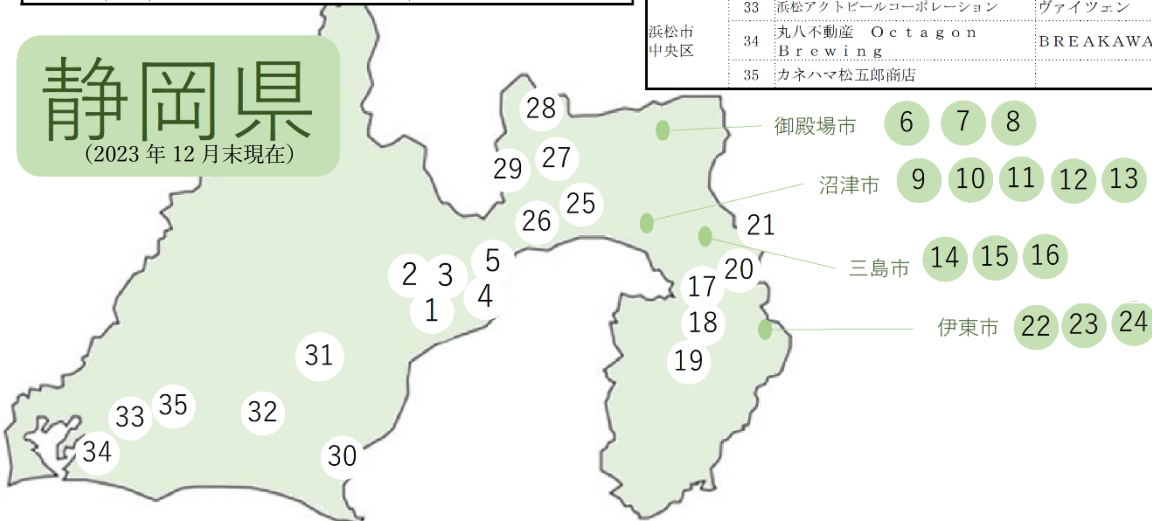 33 浜松アクトビールコーポレーション ヴァイツェン
浜松市
中央区
34 丸八不動産 Octagon
Brewing
BREAKAWA
35 カネハマ松五郎商店
静岡県
(2023年12月末現在)
28
御殿場市 6 7 8
29 27
沼津市 9 10 11 12 13
26 25
21
2 3 5
三島市 14 15 16
20
17
1 4
18
伊東市 22 23 24
31
19
33 35 32
34
30